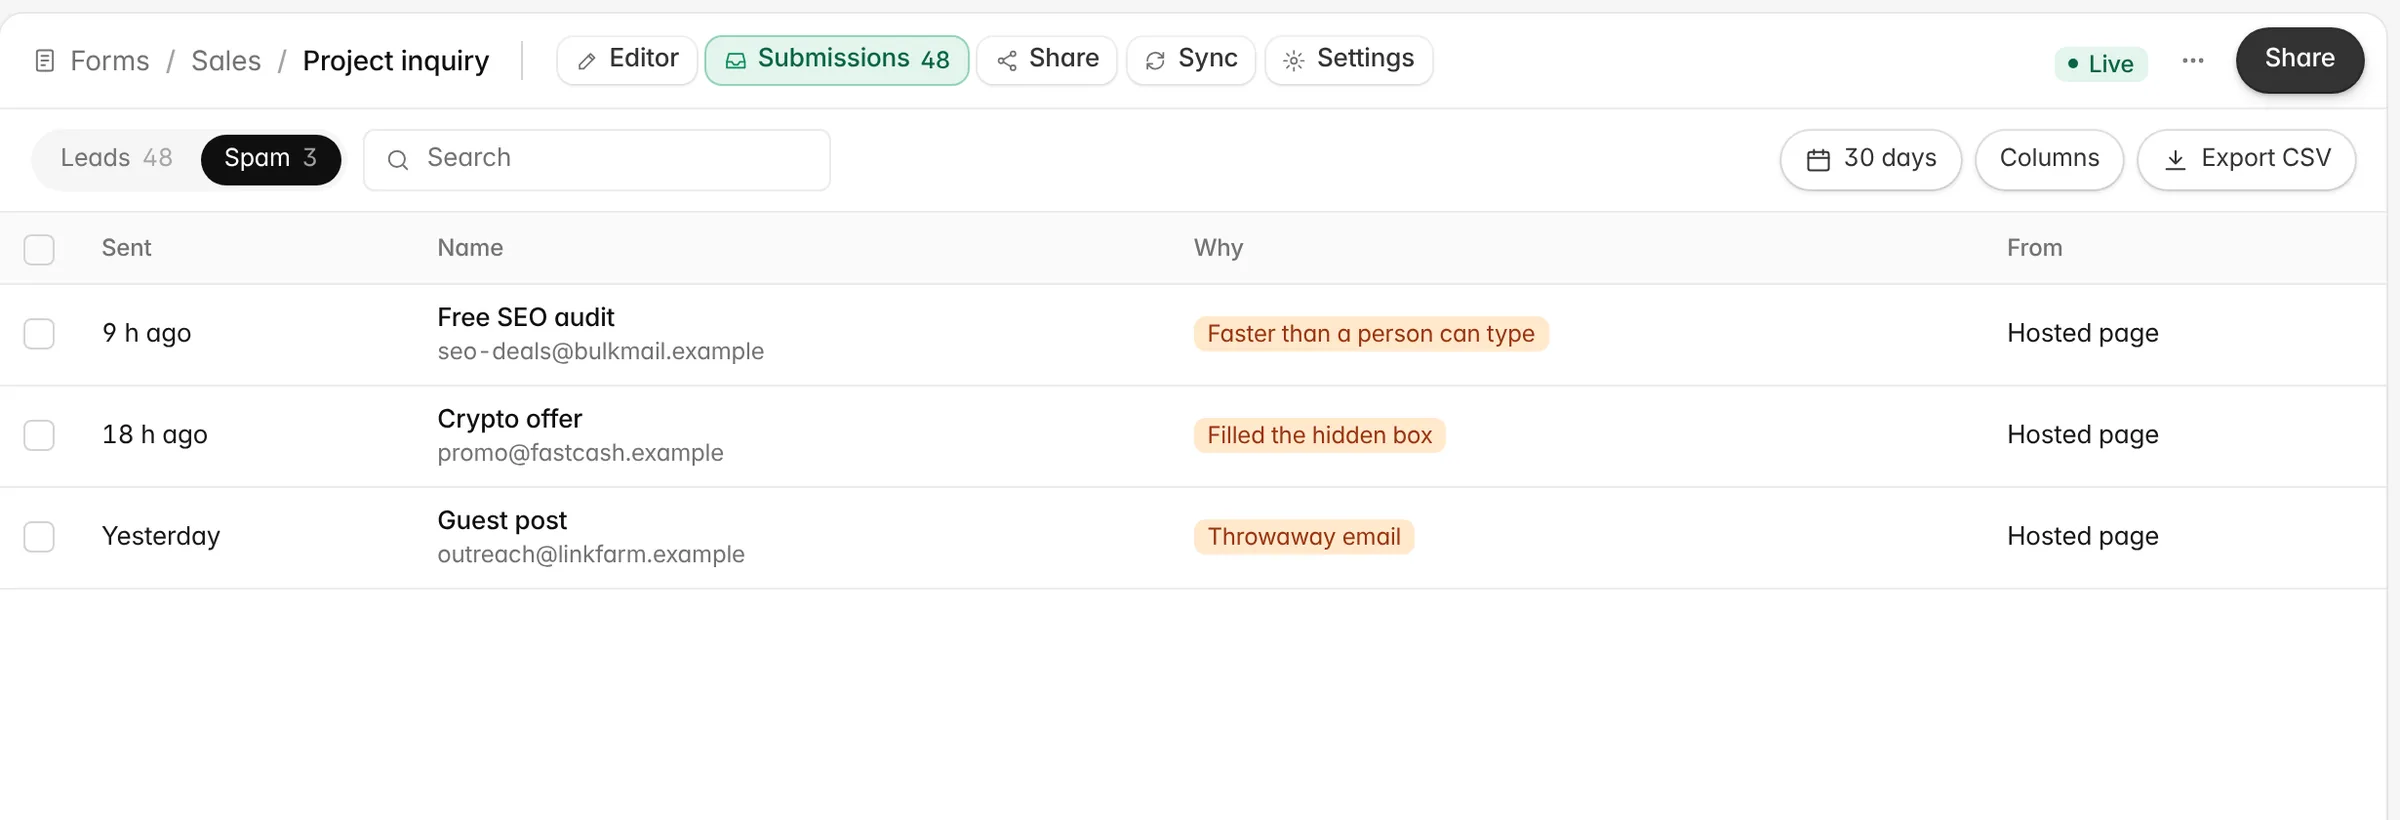 Forms / Sales / Project inquiry
Editor
Submissions 48
Share
Sync
Settings
Live
Share
Leads 48
Spam 3
Search
30 days
Columns
Export CSV
Sent Name Why From
9 h ago
Free SEO audit
seo-deals@bulkmail.example
Faster than a person can type
Hosted page
18 h ago
Crypto offer
promo@fastcash.example
Filled the hidden box
Hosted page
Yesterday
Guest post
outreach@linkfarm.example
Throwaway email
Hosted page